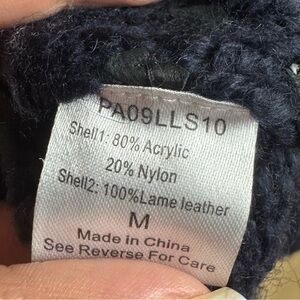 PA09LLS10
Shell1: 80% Acrylic
20% Nylon
Shell2: 100%Lame leather
M
Made in China
See Reverse For Care